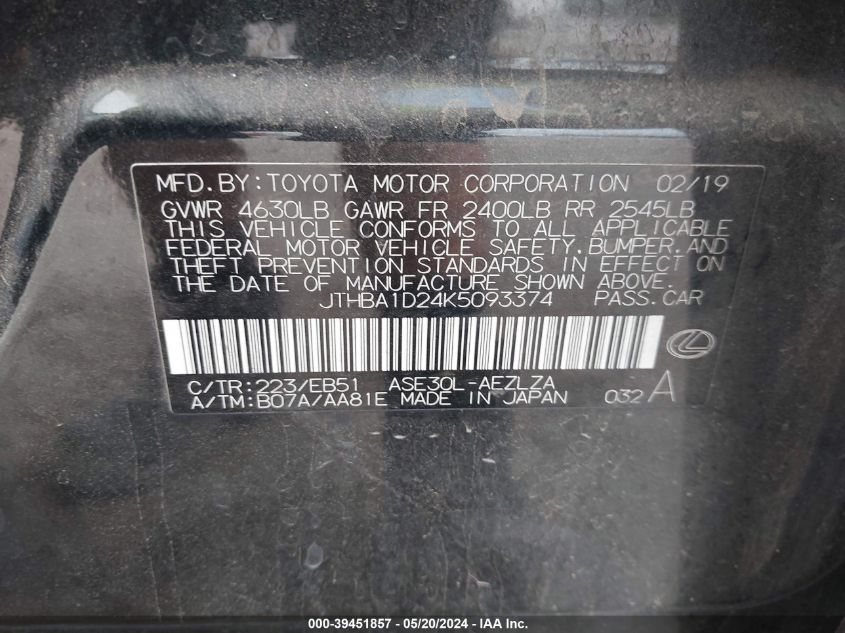 MFD.BY:TOYOTA MOTOR CORPORATION 02/19
GVWR 4630LB GAWR FR 2400LB RR 2545LB
THIS VEHICLE CONFORMS TO ALL APPLICABLE
FEDERAL MOTOR VEHICLE SAFETY,BUMPER,AND
THEFT PREVENTION STANDARDS IN EFFECT ON
THE DATE OF MANUFACTURE SHOWN ABOVE.
JTHBA1D24K5093374 PASS.CAR
C/TR:223/EB51 ASE30L-AEZLZA
A/TM:B07A/AA81E MADE IN JAPAN 032 A
000-39451857 / 05/20/2024 - IAA Inc.